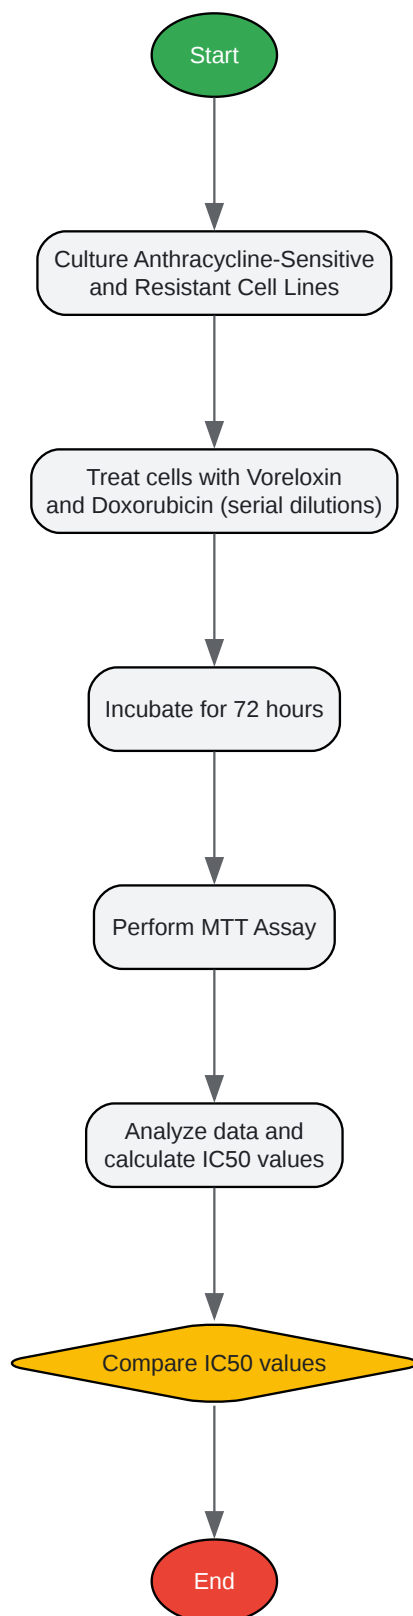 Start
Culture Anthracycline-Sensitive
and Resistant Cell Lines
Treat cells with Voreloxin
and Doxorubicin (serial dilutions)
Incubate for 72 hours
Perform MTT Assay
Analyze data and
calculate IC50 values
Compare IC50 values
End